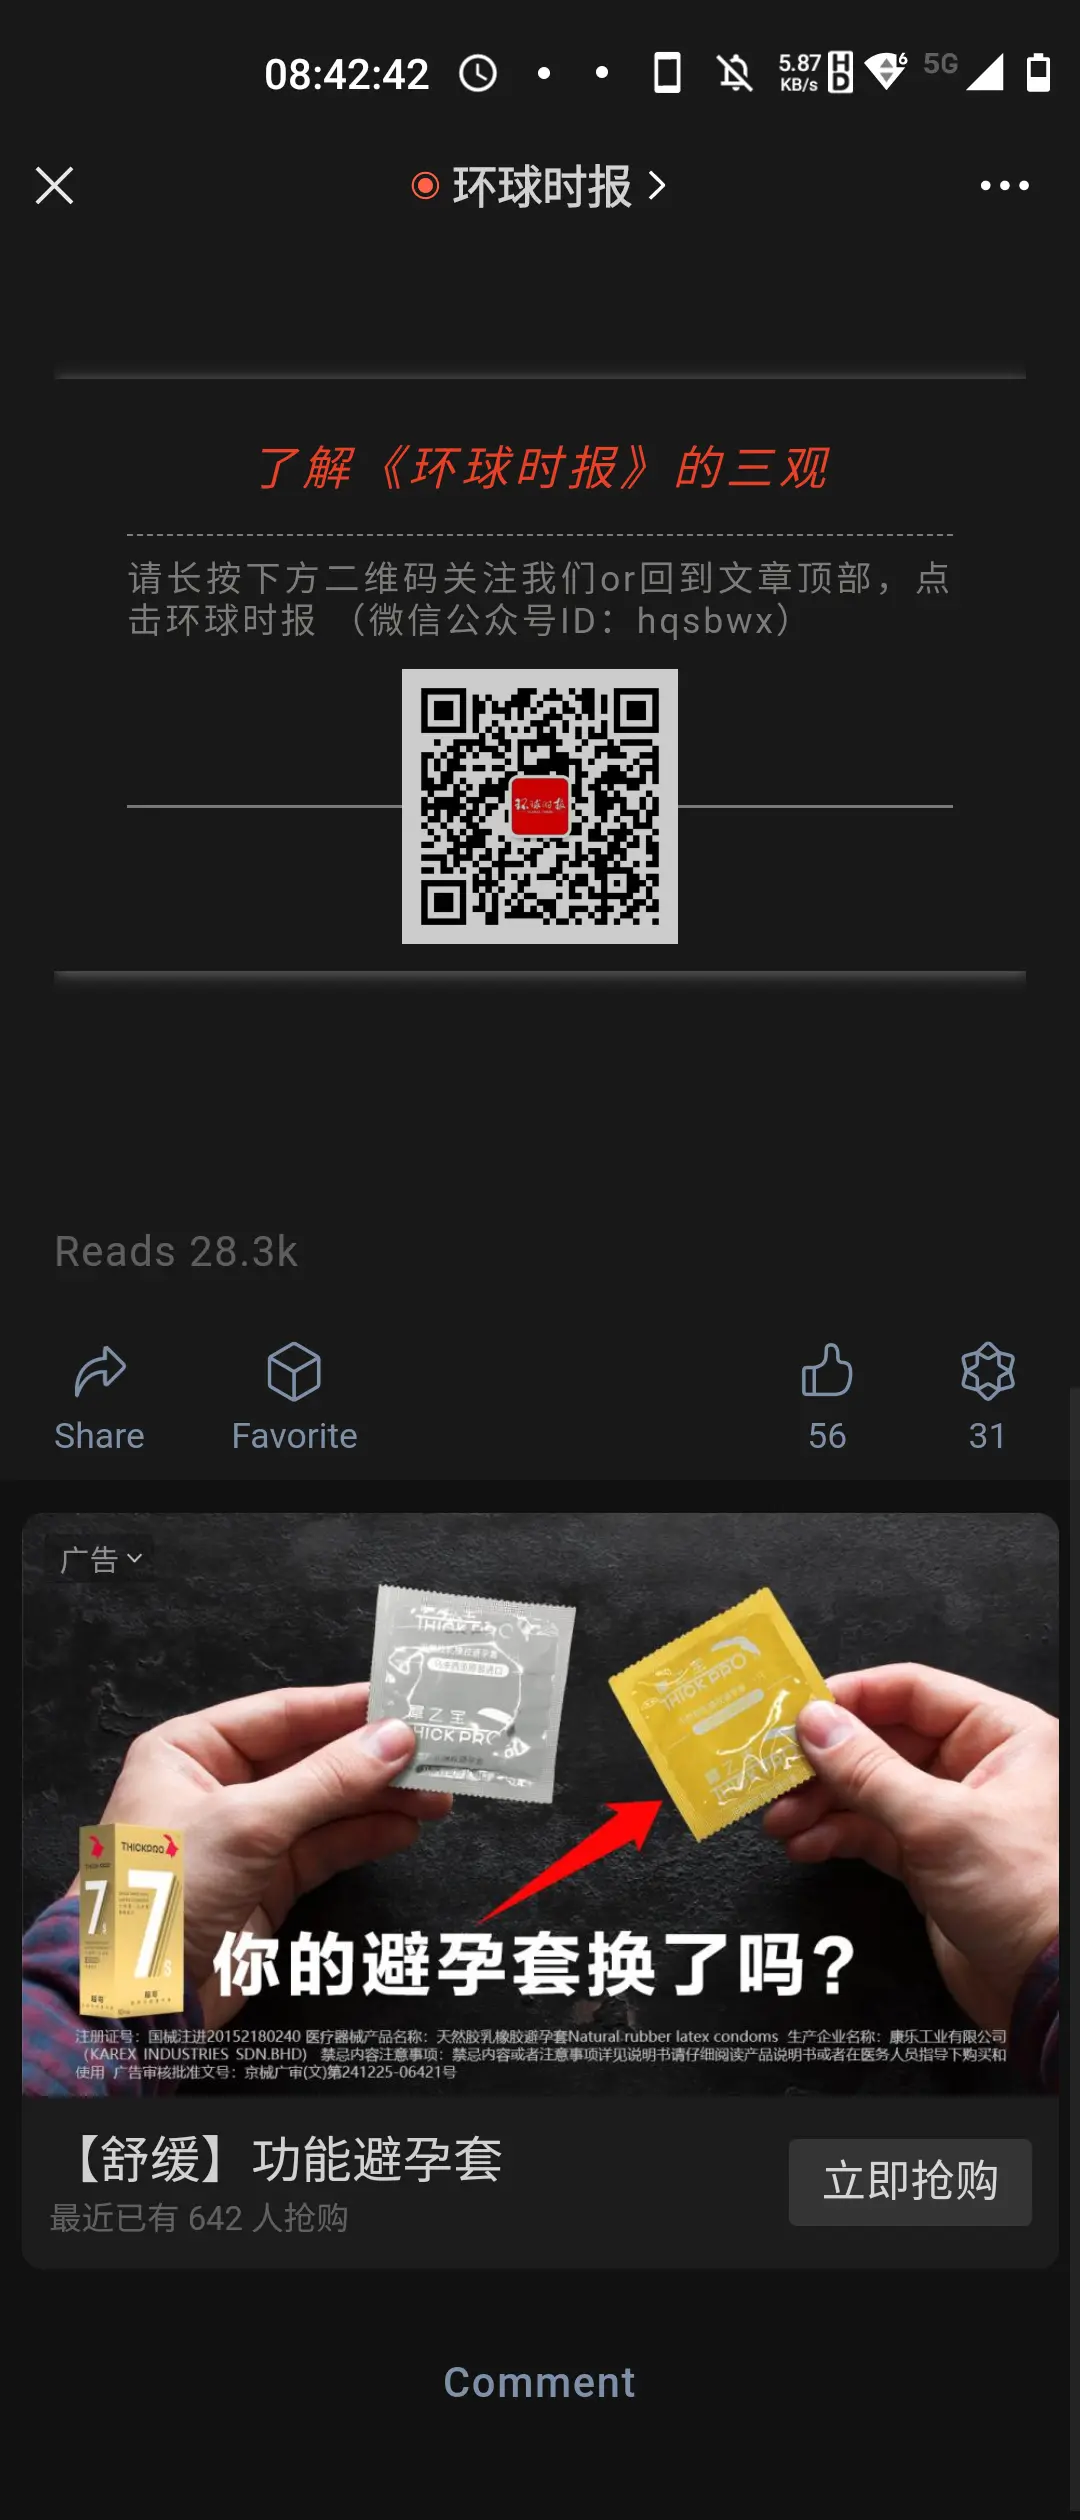 08:42:42
5.87 KB/s HD 6 5G
环球时报
了解《环球时报》的三观
请长按下方二维码关注我们or回到文章顶部，点
击环球时报 （微信公众号ID：hqsbwx）
环球时报
Reads 28.3k
Share Favorite 56 31
广告
THICK PRO
THICK PRO
THICKPRO
7s
7s
你的避孕套换了吗?
注册证号：国械注进20152180240 医疗器械产品名称：天然胶乳橡胶避孕套Natural rubber latex condoms 生产企业名称：康乐工业有限公司
（KAREX INDUSTRIES SDN.BHD） 禁忌内容注意事项：禁忌内容或者注意事项详见说明书请仔细阅读产品说明书或者在医务人员指导下购买和
使用 广告审核批准文号：京械广审(文)第241225-06421号
【舒缓】功能避孕套
最近已有 642 人抢购
立即抢购
Comment